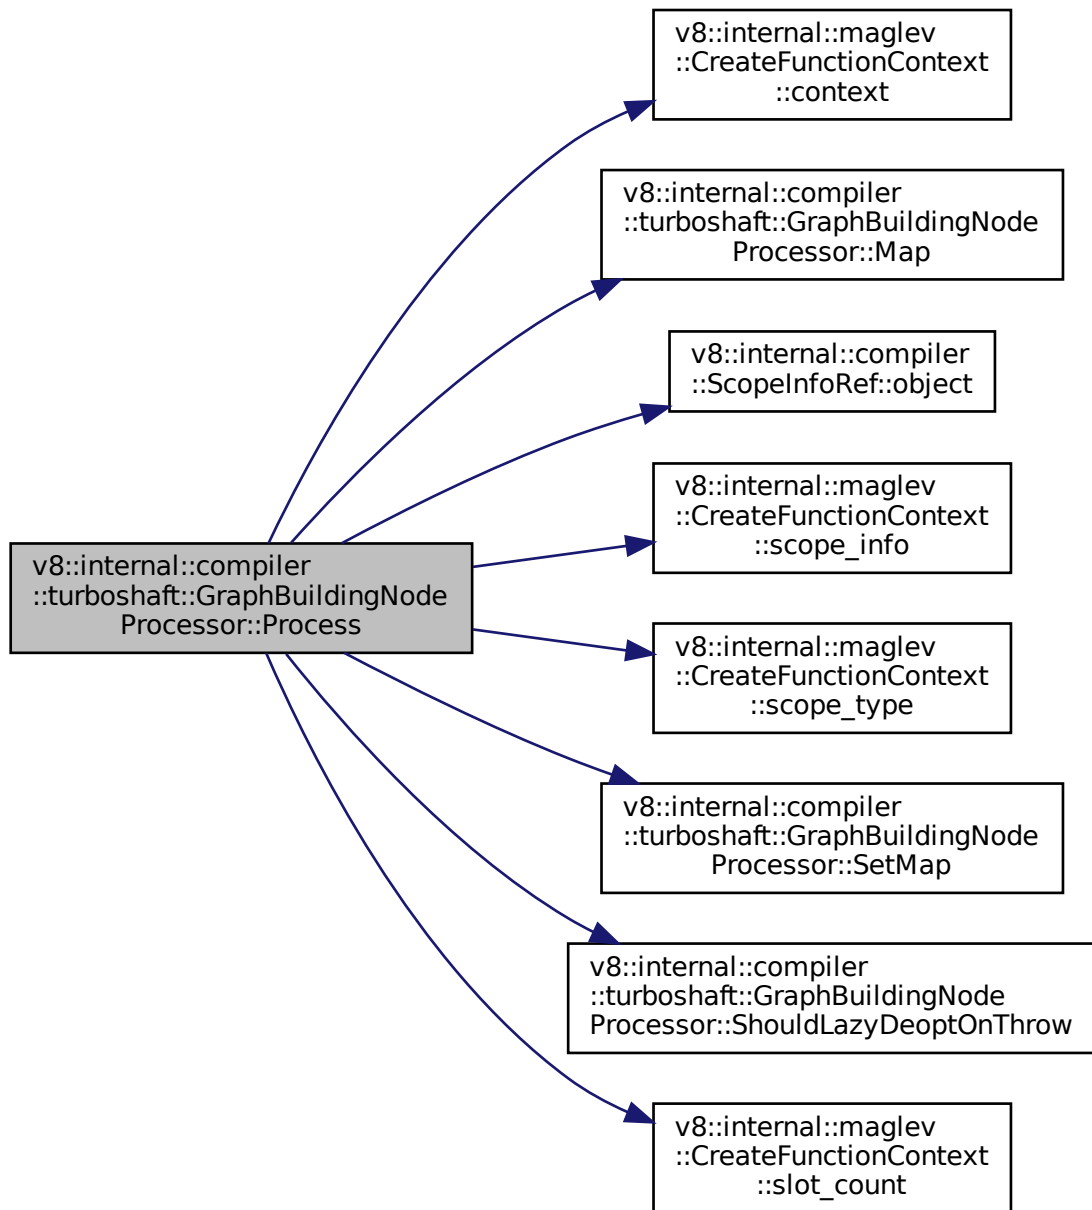 v8::internal::maglev
::CreateFunctionContext
::context
v8::internal::compiler
::turboshaft::GraphBuildingNode
Processor::Map
v8::internal::compiler
::ScopeInfoRef::object
v8::internal::maglev
::CreateFunctionContext
::scope_info
v8::internal::compiler
::turboshaft::GraphBuildingNode
Processor::Process
v8::internal::maglev
::CreateFunctionContext
::scope_type
v8::internal::compiler
::turboshaft::GraphBuildingNode
Processor::SetMap
v8::internal::compiler
::turboshaft::GraphBuildingNode
Processor::ShouldLazyDeoptOnThrow
v8::internal::maglev
::CreateFunctionContext
::slot_count